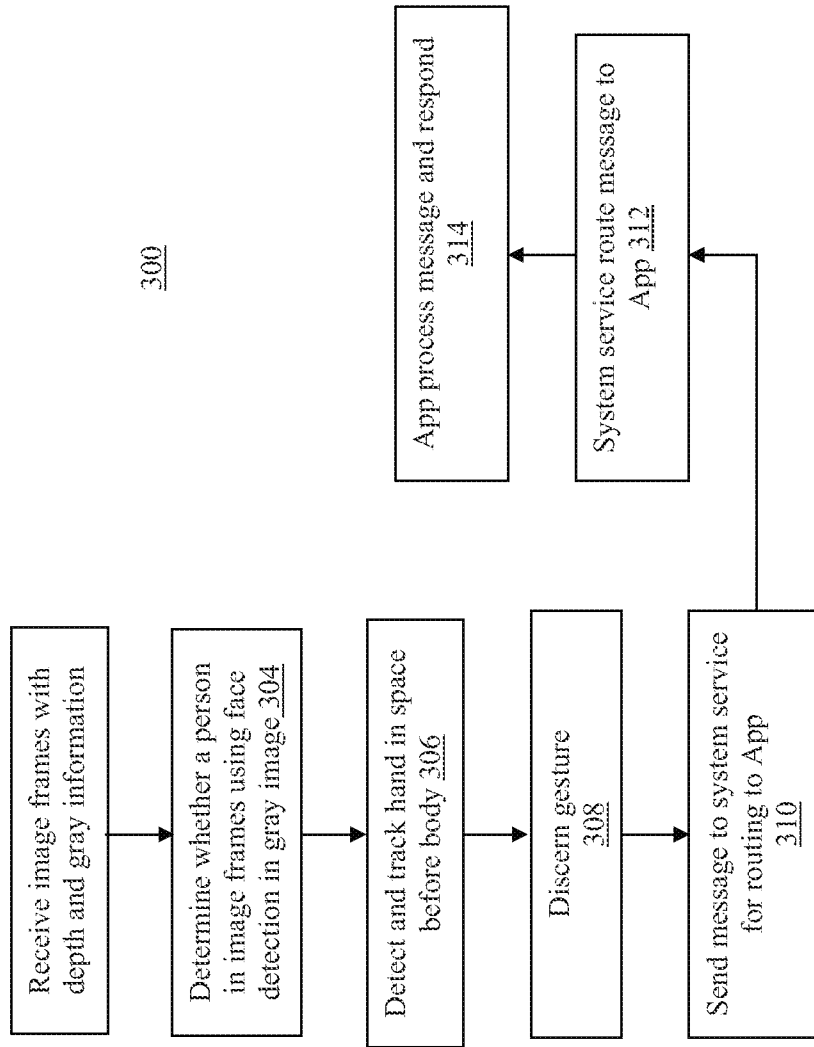 300
Receive image frames with
depth and gray information
Determine whether a person
in image frames using face
detection in gray image 304
Detect and track hand in space
before body 306
Discern gesture
308
Send message to system service
for routing to App
310
System service route message to
App 312
App process message and respond
314